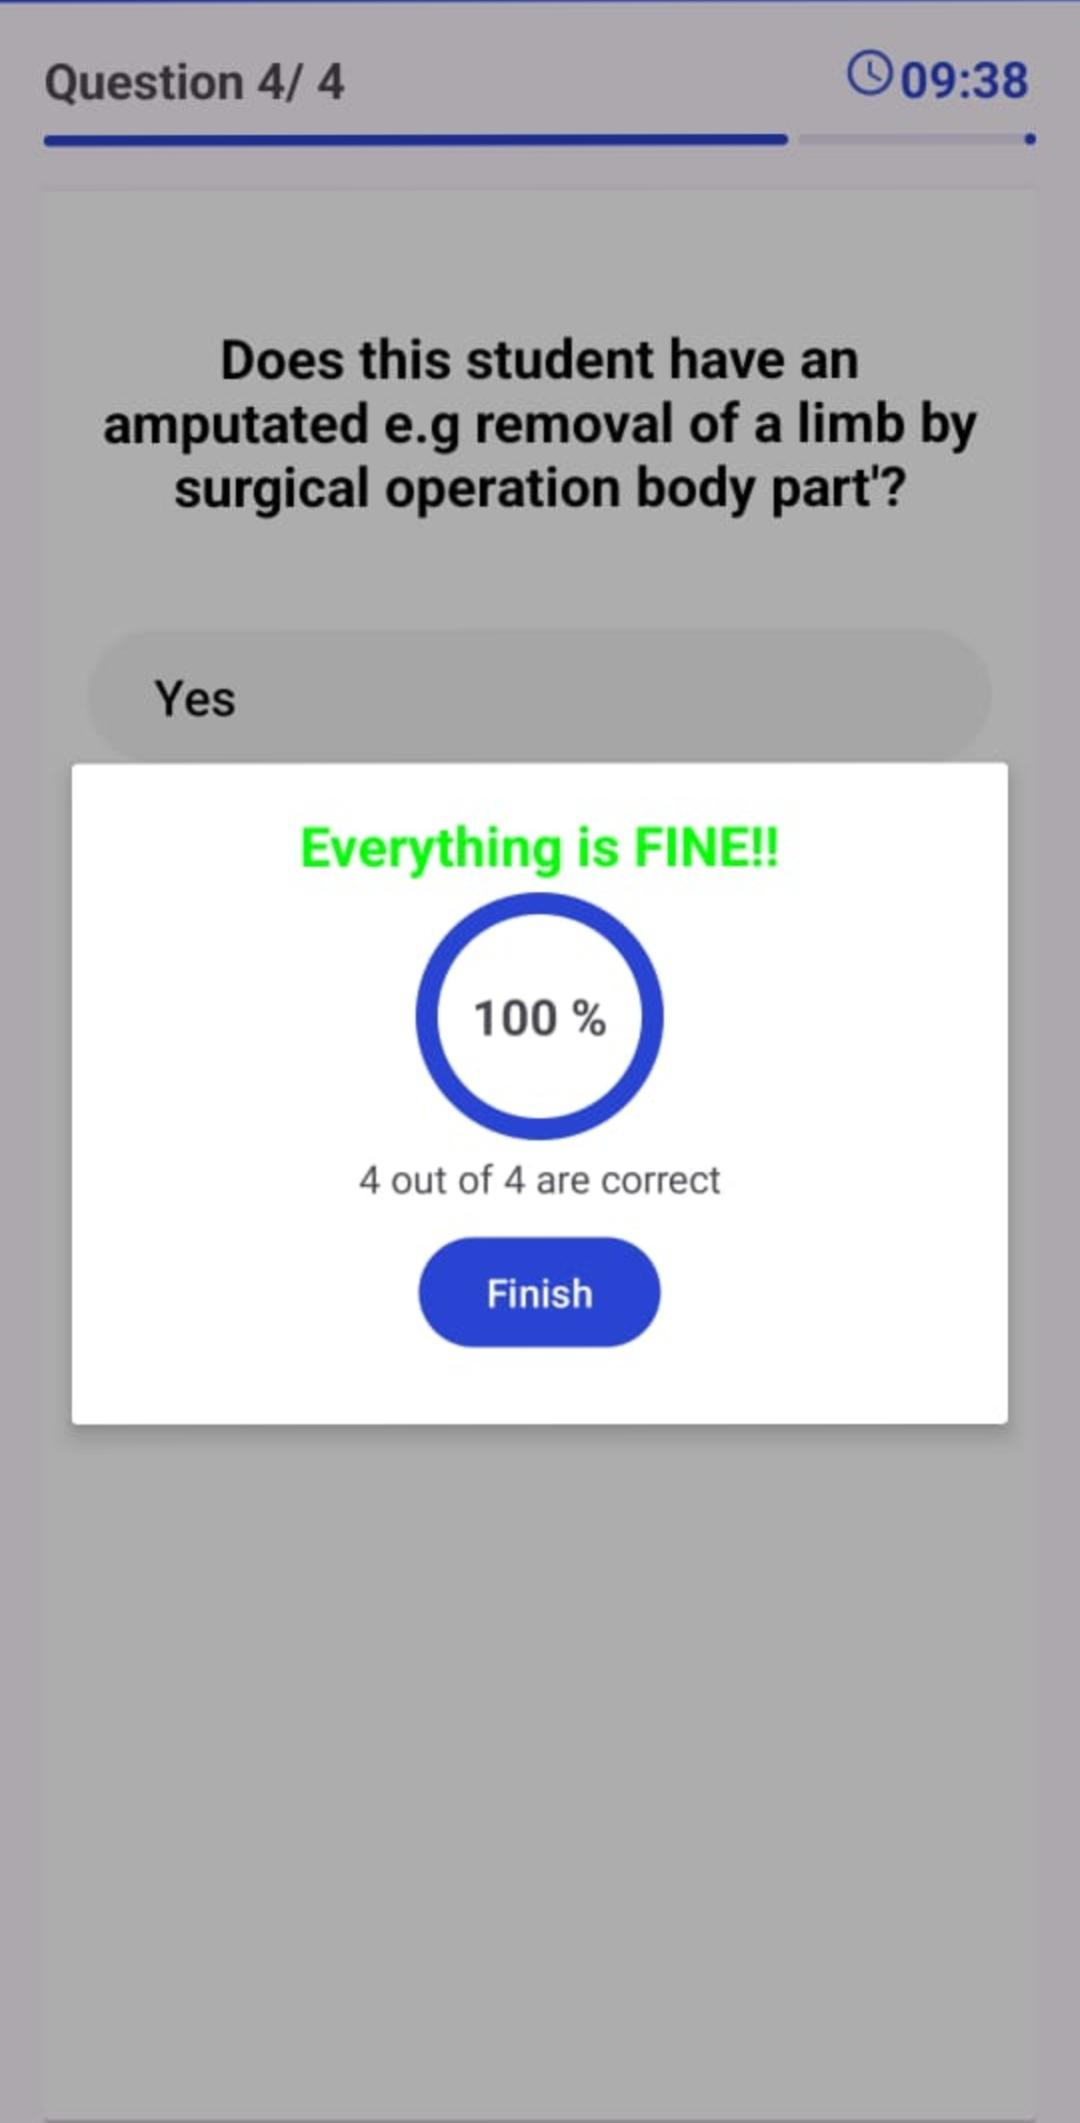 Question 4/ 4
09:38
Does this student have an
amputated e.g removal of a limb by
surgical operation body part'?
Yes
Everything is FINE!!
100 %
4 out of 4 are correct
Finish